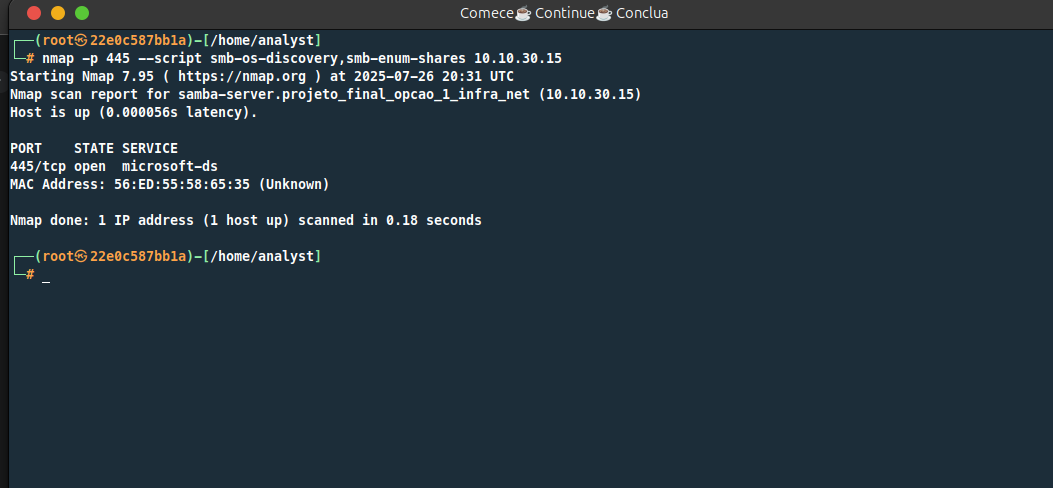 Comece☕ Continue☕ Conclua
┌──(root㉿22e0c587bb1a)-[/home/analyst]
└─# nmap -p 445 --script smb-os-discovery,smb-enum-shares 10.10.30.15
Starting Nmap 7.95 ( https://nmap.org ) at 2025-07-26 20:31 UTC
Nmap scan report for samba-server.projeto_final_opcao_1_infra_net (10.10.30.15)
Host is up (0.000056s latency).

PORT    STATE SERVICE
445/tcp open  microsoft-ds
MAC Address: 56:ED:55:58:65:35 (Unknown)

Nmap done: 1 IP address (1 host up) scanned in 0.18 seconds

┌──(root㉿22e0c587bb1a)-[/home/analyst]
└─# _